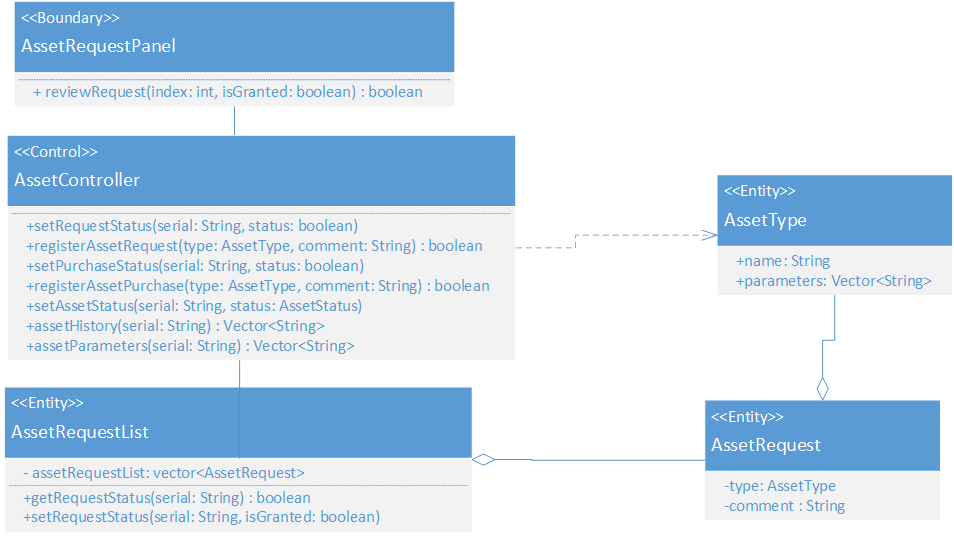 <<Boundary>>
AssetRequestPanel
+ reviewRequest(index: int, isGranted: boolean) : boolean
<<Control>>
AssetController
+setRequestStatus(serial: String, status: boolean)
+registerAssetRequest(type: AssetType, comment: String) : boolean
+setPurchaseStatus(serial: String, status: boolean)
+registerAssetPurchase(type: AssetType, comment: String) : boolean
+setAssetStatus(serial: String, status: AssetStatus)
+assetHistory(serial: String) : Vector<String>
+assetParameters(serial: String) : Vector<String>
<<Entity>>
AssetType
+name: String
+parameters: Vector<String>
<<Entity>>
AssetRequestList
- assetRequestList: vector<AssetRequest>
+getRequestStatus(serial: String) : boolean
+setRequestStatus(serial: String, isGranted: boolean)
<<Entity>>
AssetRequest
-type: AssetType
-comment : String